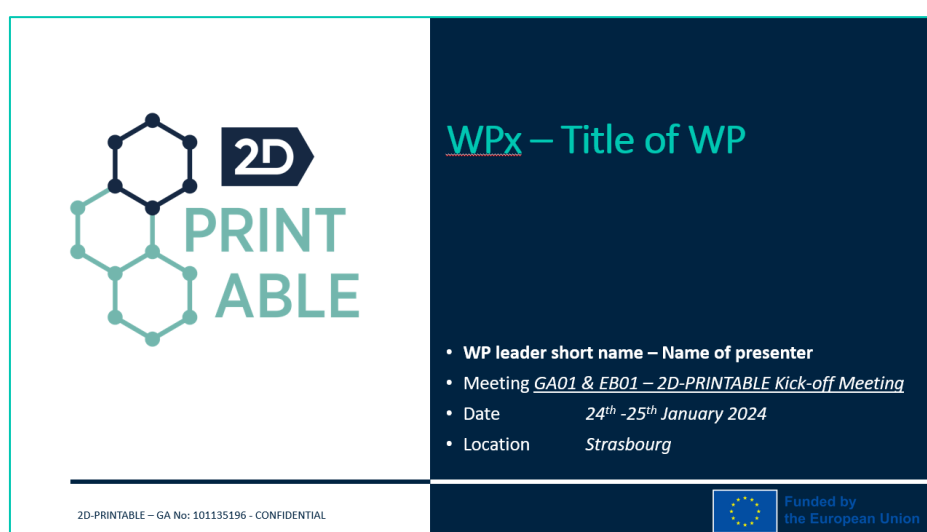 2D
PRINT
ABLE
WPx – Title of WP
• WP leader short name – Name of presenter
• Meeting GA01 & EB01 – 2D-PRINTABLE Kick-off Meeting
• Date 24th -25th January 2024
• Location Strasbourg
2D-PRINTABLE – GA No: 101135196 - CONFIDENTIAL
Funded by
the European Union